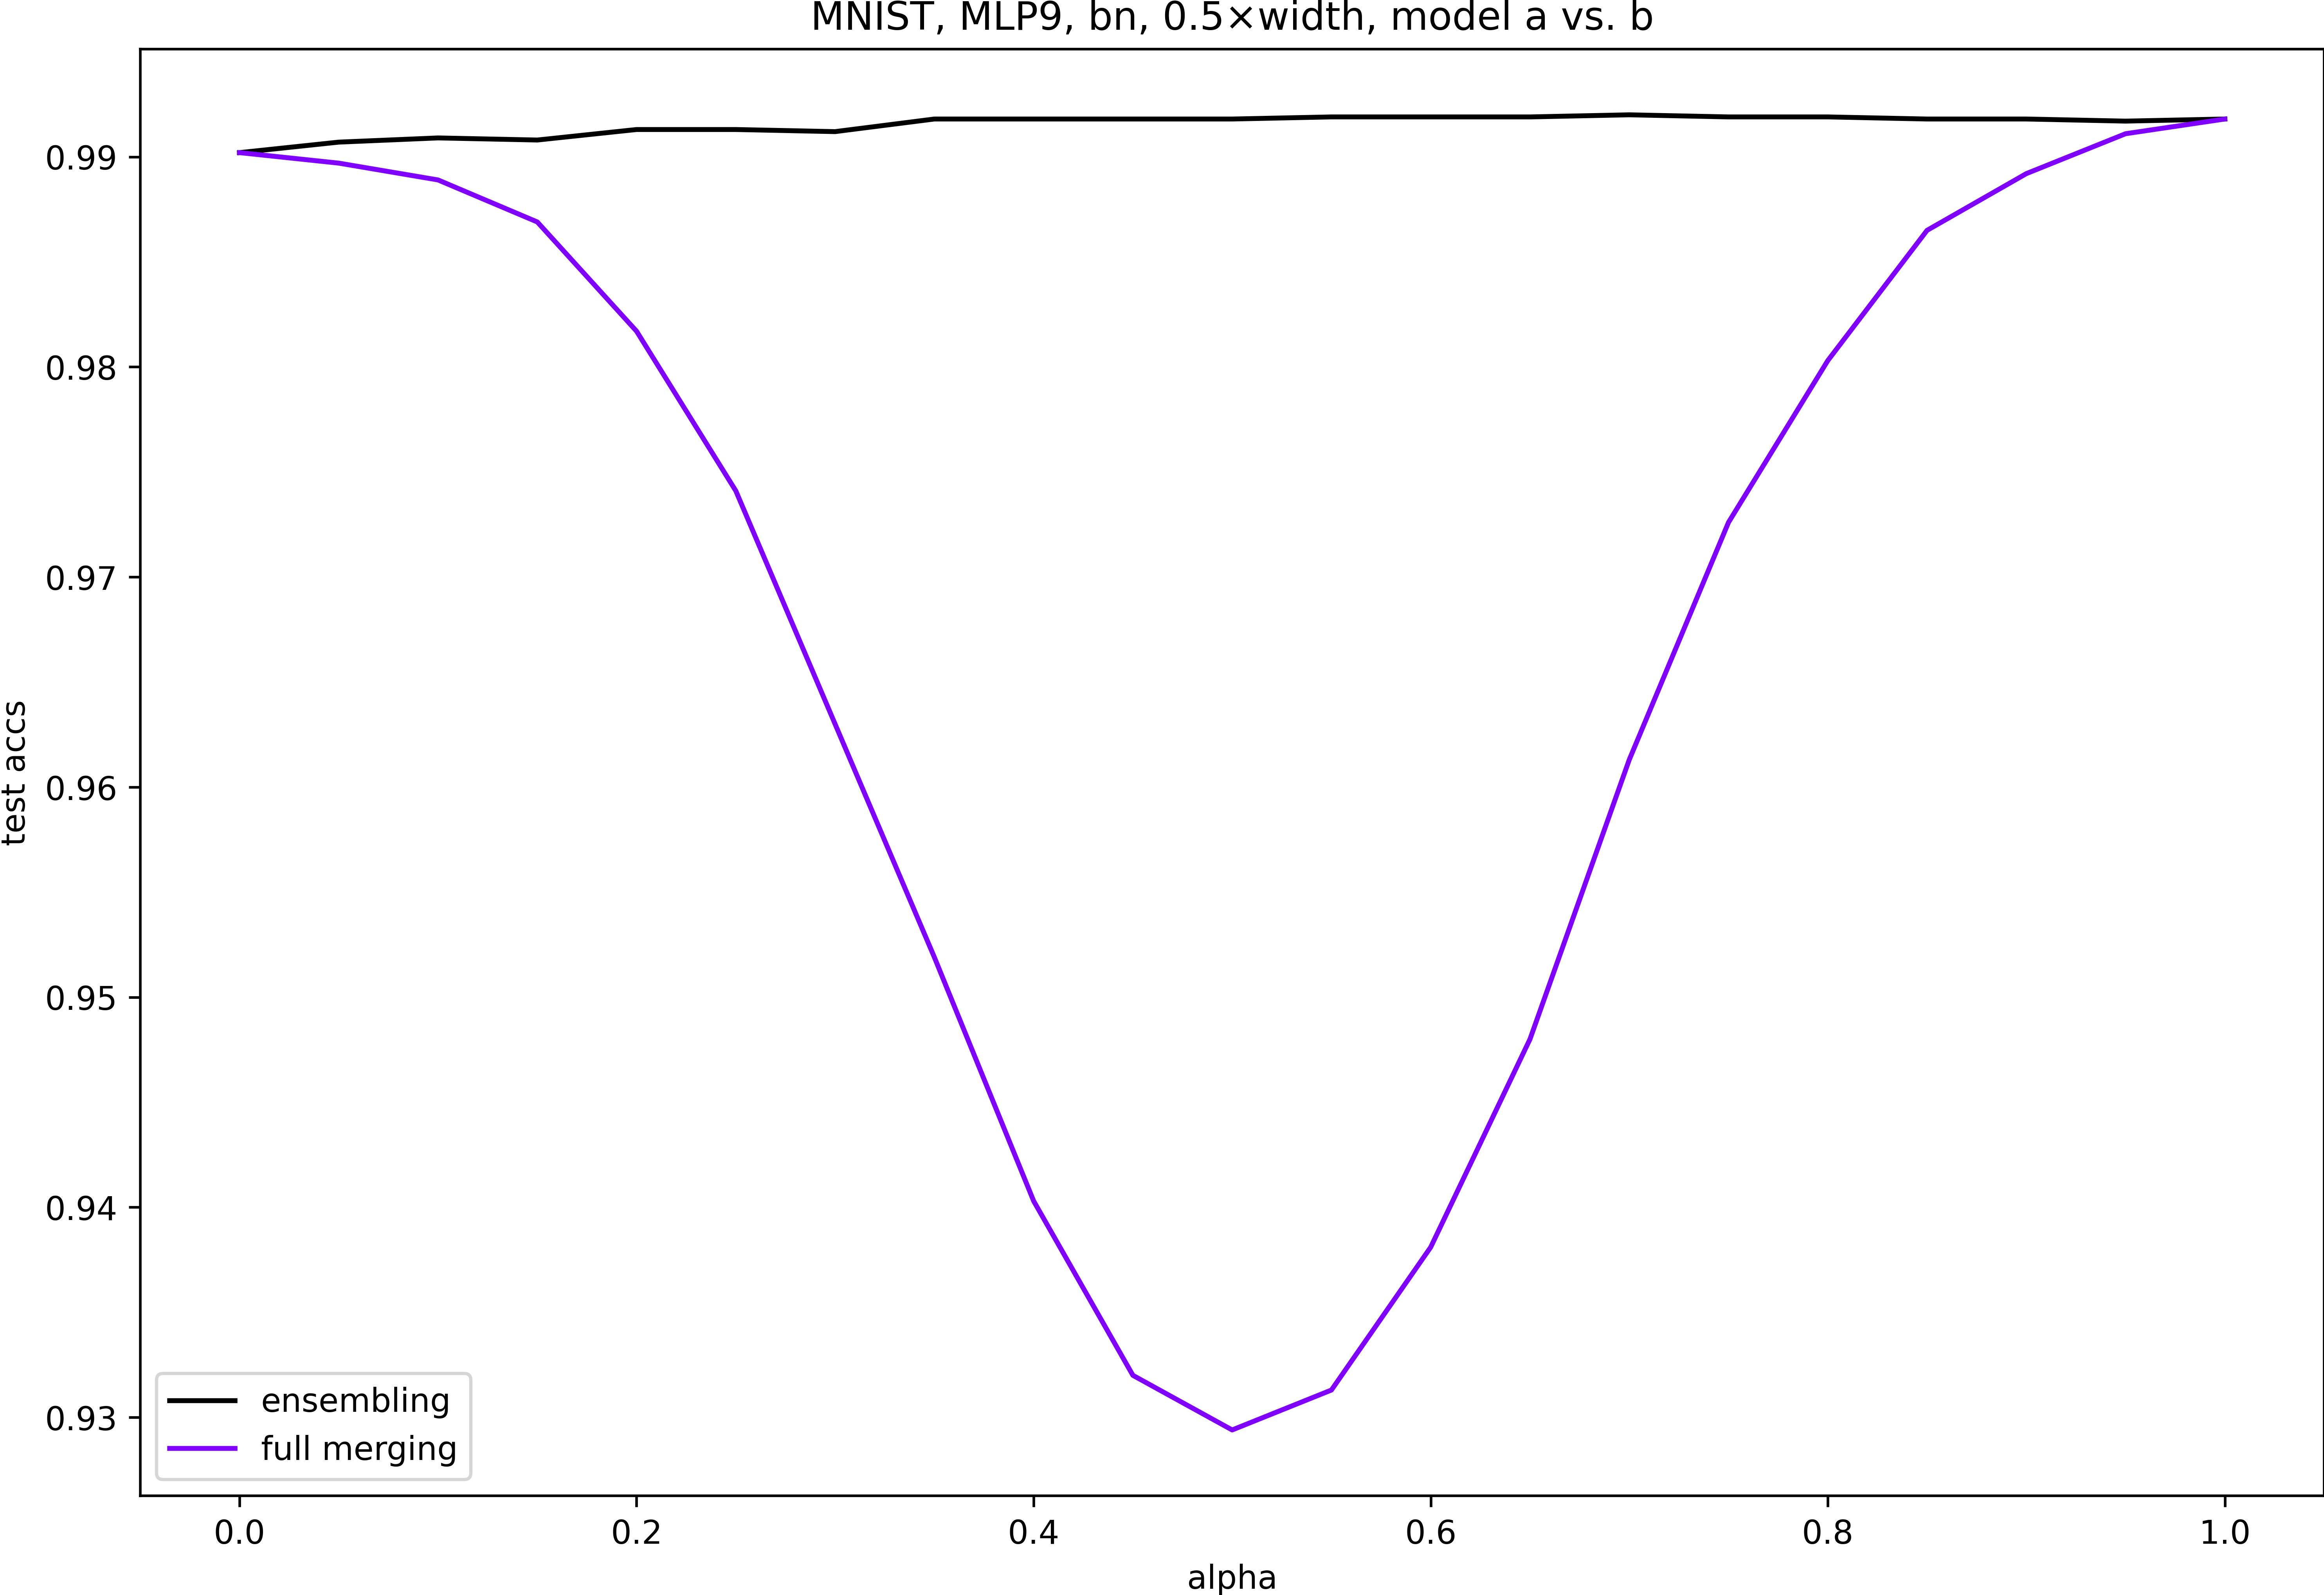 MNIST, MLP9, bn, 0.5×width, model a vs. b
test accs
0.99
0.98
0.97
0.96
0.95
0.94
0.93
ensembling
full merging
0.0 0.2 0.4 0.6 0.8 1.0
alpha